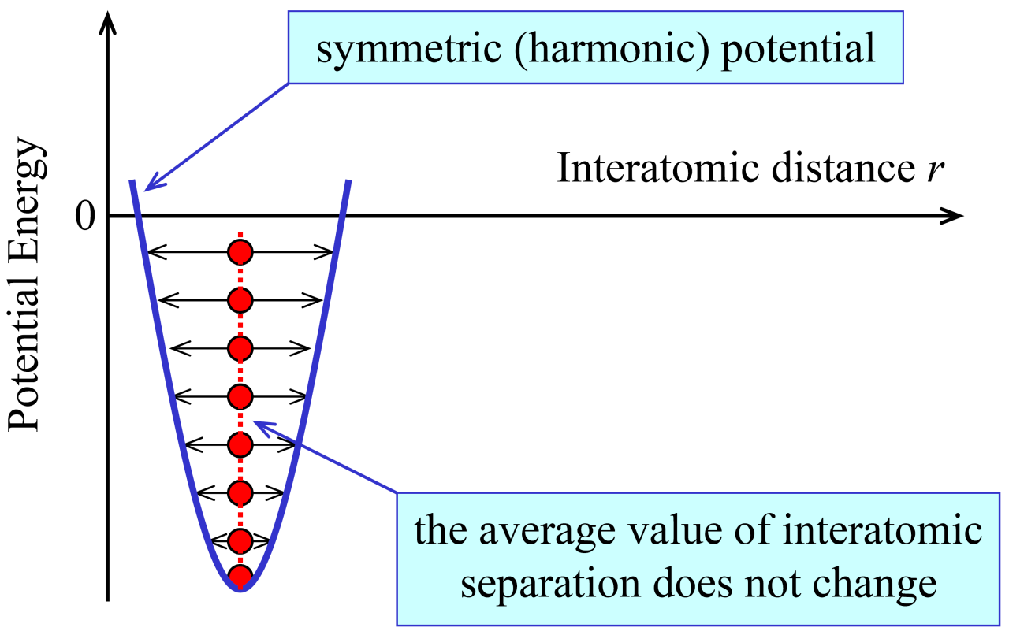 symmetric (harmonic) potential
Interatomic distance r
0
Potential Energy
the average value of interatomic
separation does not change